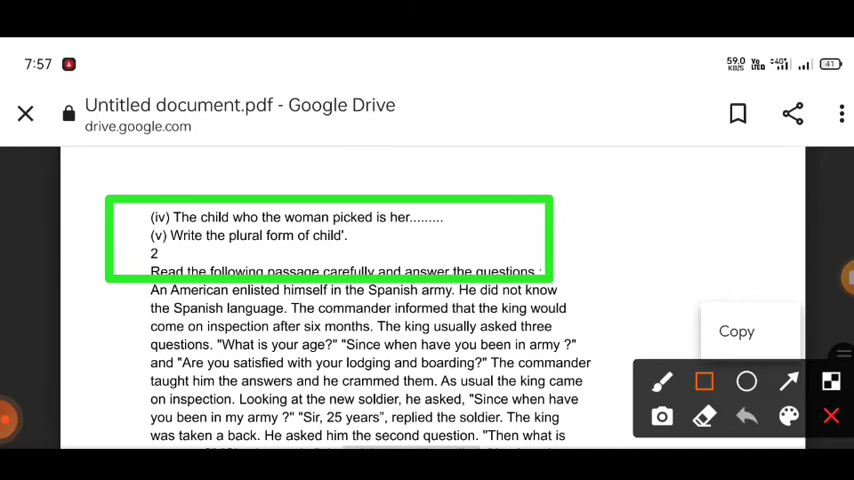 7:57
59.0 KB/S Vo LTE 4G 41
Untitled document.pdf - Google Drive
drive.google.com
(iv) The child who the woman picked is her.........
(v) Write the plural form of child'.
2
Read the following passage carefully and answer the questions :
An American enlisted himself in the Spanish army. He did not know
the Spanish language. The commander informed that the king would
come on inspection after six months. The king usually asked three
questions. "What is your age?" "Since when have you been in army ?"
and "Are you satisfied with your lodging and boarding?" The commander
Copy
taught him the answers and he crammed them. As usual the king came
on inspection. Looking at the new soldier, he asked, "Since when have
you been in my army ?" "Sir, 25 years”, replied the soldier. The king
was taken a back. He asked him the second question. "Then what is